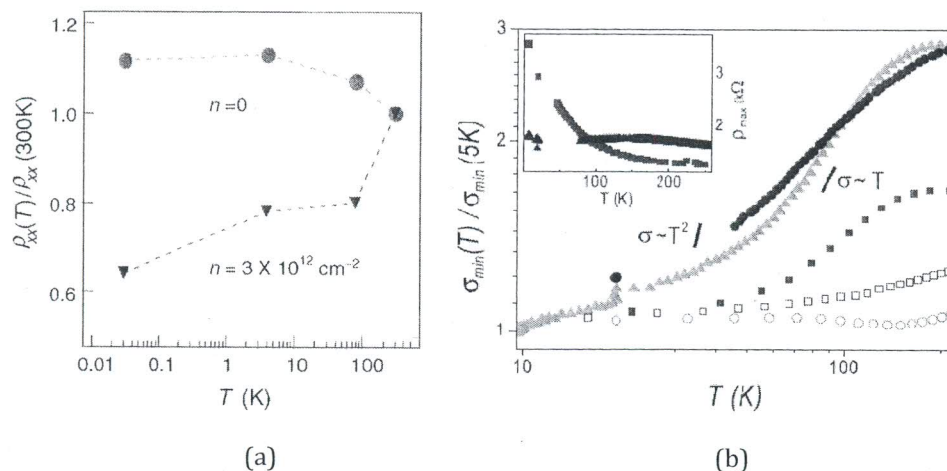 1.2
1.0
0.8
0.6
ρxx(T)/ρxx (300K)
n=0
n = 3 X 10¹² cm⁻²
0.01 0.1 1 10 100
T (K)
(a)
3
2
1
σmin(T) /σmin(5K)
3
2
ρmax (kΩ
100 200
T (K)
σ~T² /
/ σ~ T
10 100
T (K)
(b)